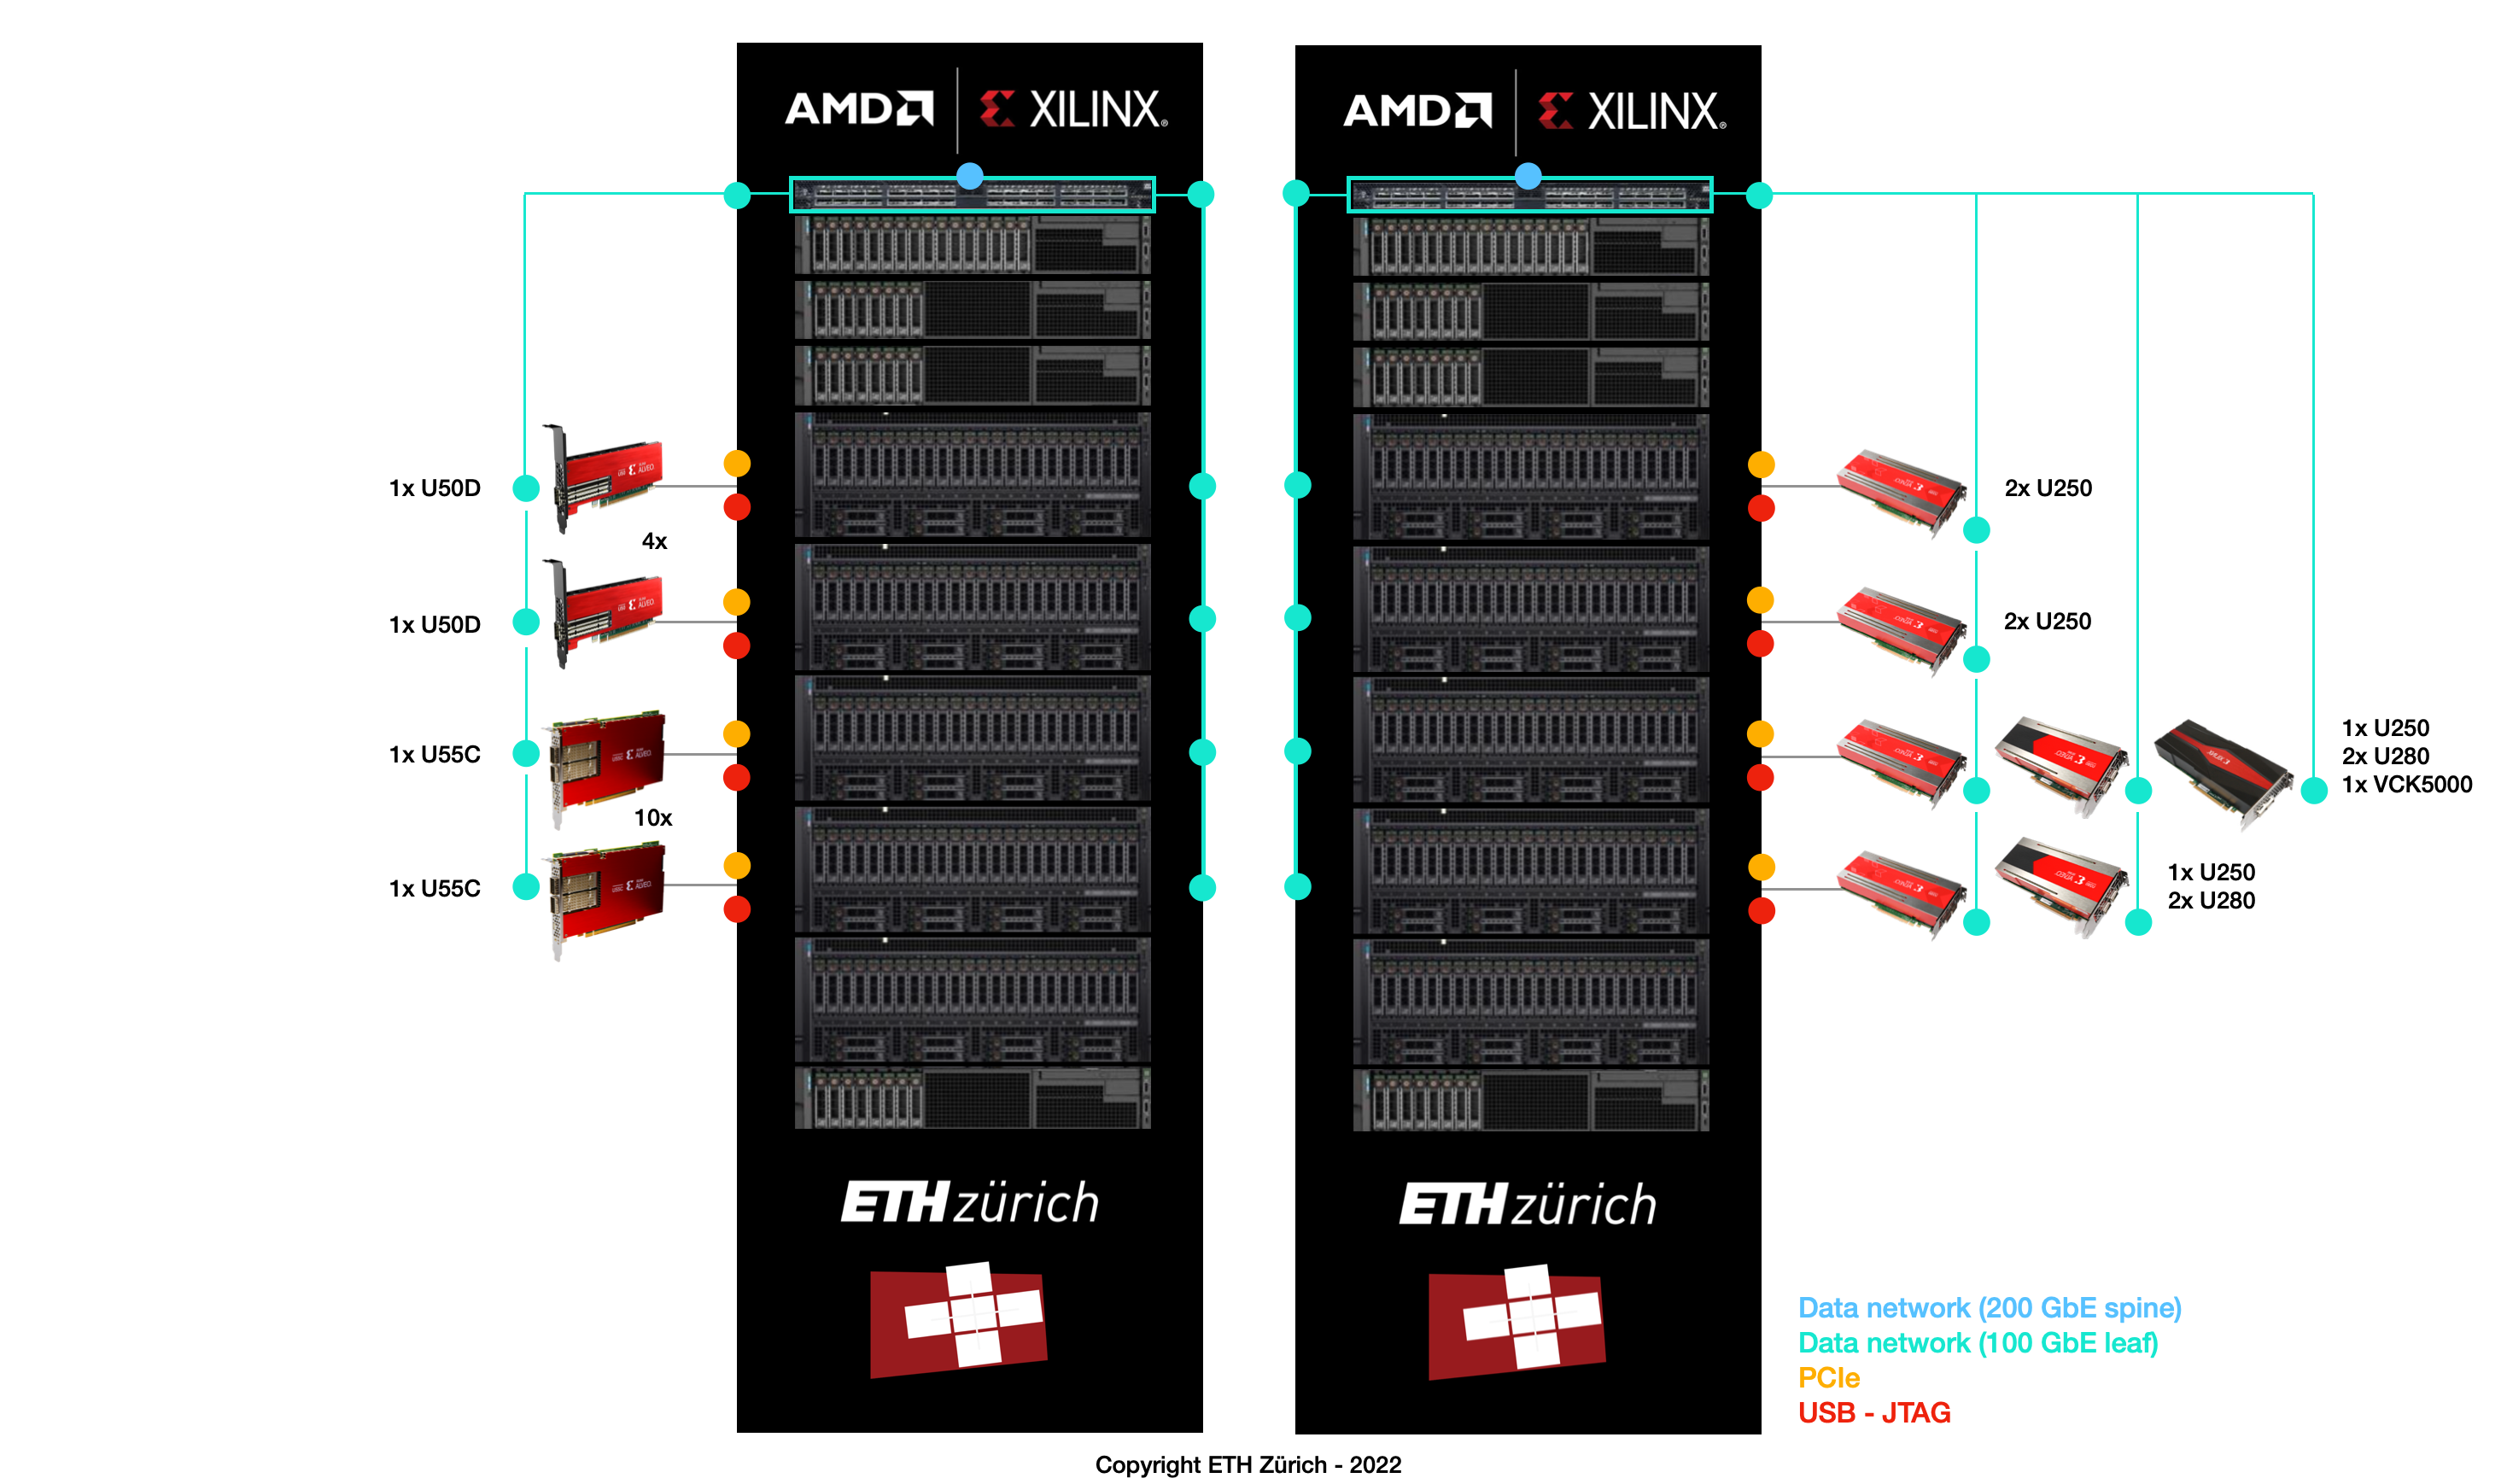 AMD XILINX®
AMD XILINX®
1x U50D
4x
1x U50D
1x U55C
10x
1x U55C
2x U250
2x U250
1x U250
2x U280
1x VCK5000
1x U250
2x U280
ETH zürich
ETH zürich
Data network (200 GbE spine)
Data network (100 GbE leaf)
PCIe
USB - JTAG
Copyright ETH Zürich - 2022